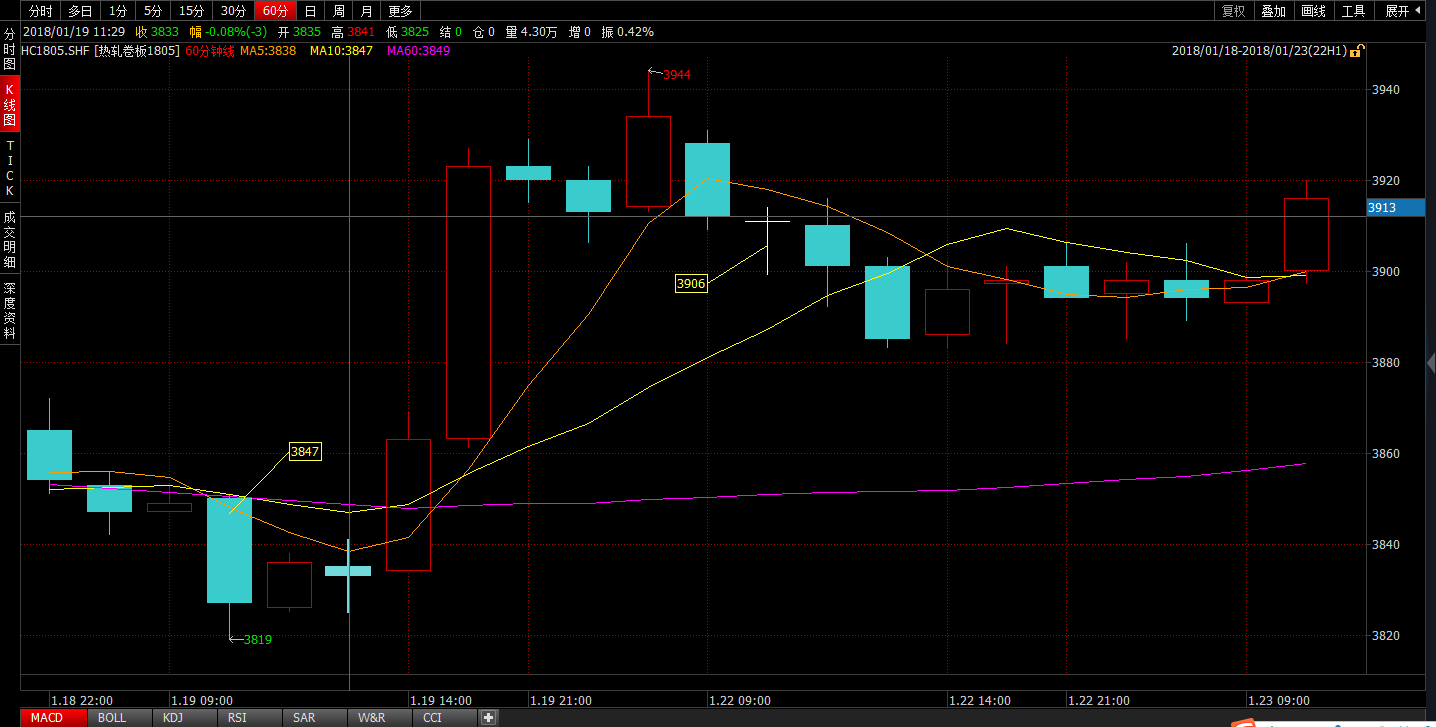 分时 多日 1分 5分 15分 30分 60分 日 周 月 更多 复权 叠加 画线 工具 展开
2018/01/19 11:29 收 3833 幅 -0.08%(-3) 开 3835 高 3841 低 3825 结 0 仓 0 量 4.30万 增 0 振 0.42%
HC1805.SHF [热轧卷板1805] 60分钟线 MA5:3838 MA10:3847 MA60:3849 2018/01/18-2018/01/23(22H1)
分时图
K线图
TICK
成交明细
深度资料
3944
3940
3920
3913
3906
3900
3880
3860
3847
3840
3819
3820
1.18 22:00 1.19 09:00 1.19 14:00 1.19 21:00 1.22 09:00 1.22 14:00 1.22 21:00 1.23 09:00
MACD BOLL KDJ RSI SAR W&R CCI